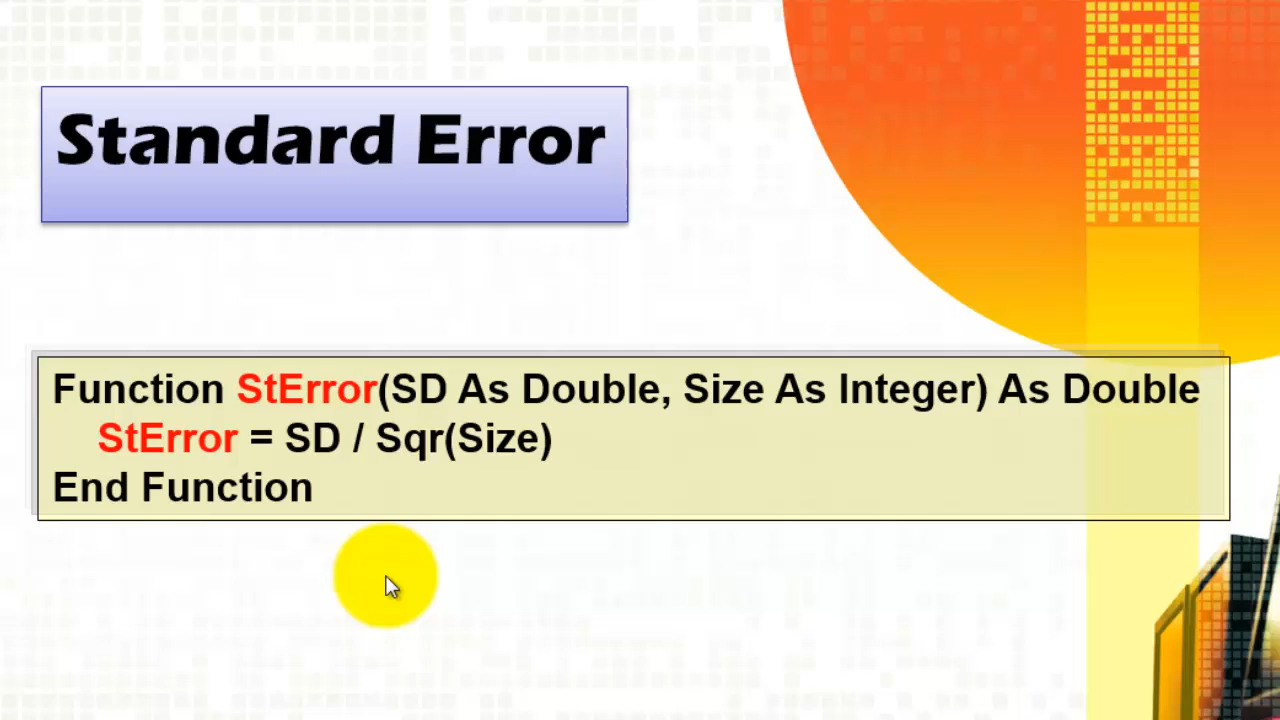 Standard Error
Function StError(SD As Double, Size As Integer) As Double
StError = SD / Sqr(Size)
End Function